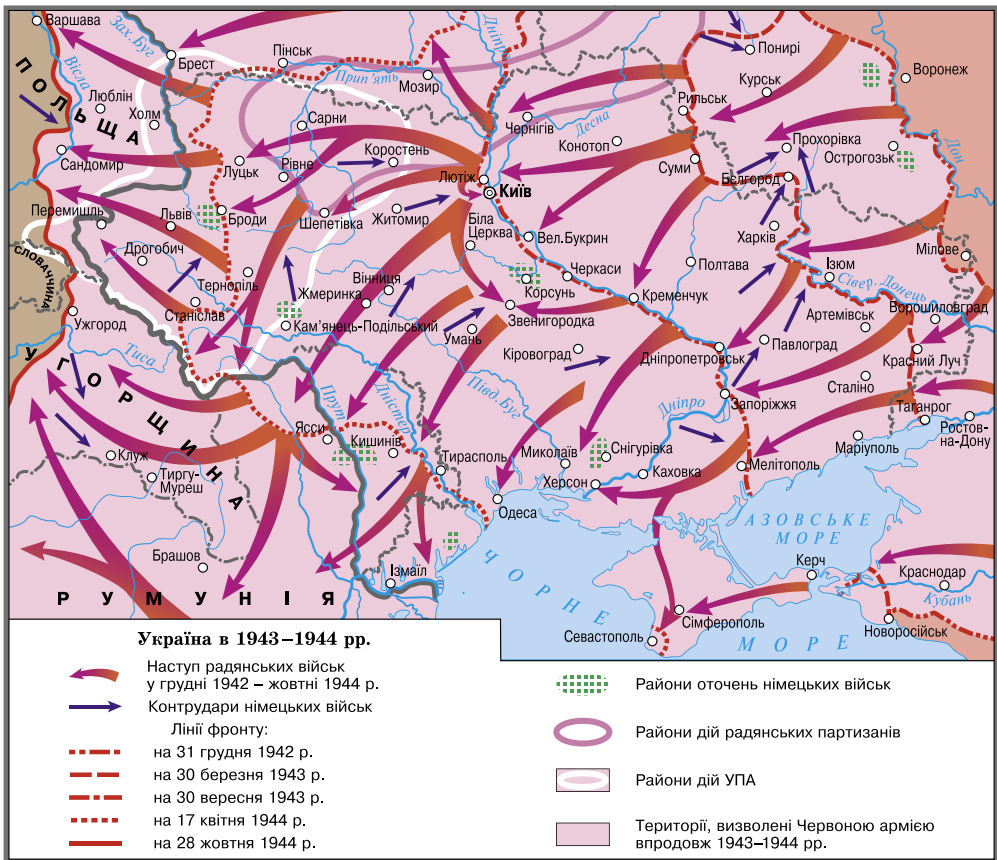 Варшава
Зах. Буг
Брест
Пінськ
Прип'ять
Дніпро
Мозир
Понирі
Курськ
Воронеж
Вісла
ПОЛЬЩА
Люблін
Холм
Сарни
Чернігів
Десна
Рильськ
Конотоп
Прохорівка
Острогозьк
Дон
Сандомир
Луцьк
Рівне
Коростень
Лютіж
Київ
Суми
Бєлгород
Перемишль
Львів
Броди
Шепетівка
Житомир
Біла
Церква
Вел.Букрин
Харків
Мілове
СЛОВАЧЧИНА
Дрогобич
Тернопіль
Вінниця
Жмеринка
Корсунь
Черкаси
Полтава
Ізюм
Сівер. Донець
Ужгород
Станіслав
Кам'янець-Подільський
Умань
Звенигородка
Кременчук
Артемівськ
Ворошиловград
УГОРЩИНА
Тиса
Кіровоград
Дніпропетровськ
Павлоград
Красний Луч
Сталіно
Прут
Дністер
Півд.Буг
Дніпро
Запоріжжя
Таганрог
Ростов-
на-Дону
Клуж
Тиргу-
Муреш
Ясси
Кишинів
Тирасполь
Миколаїв
Снігурівка
Херсон
Каховка
Мелітополь
Маріуполь
Одеса
АЗОВСЬКЕ
МОРЕ
Брашов
Ізмаїл
РУМУНІЯ
ЧОРНЕ
МОРЕ
Керч
Краснодар
Кубань
Сімферополь
Севастополь
Новоросійськ
Україна в 1943–1944 рр.
Наступ радянських військ
у грудні 1942 – жовтні 1944 р.
Контрудари німецьких військ
Лінії фронту:
на 31 грудня 1942 р.
на 30 березня 1943 р.
на 30 вересня 1943 р.
на 17 квітня 1944 р.
на 28 жовтня 1944 р.
Райони оточень німецьких військ
Райони дій радянських партизанів
Райони дій УПА
Території, визволені Червоною армією
впродовж 1943–1944 рр.